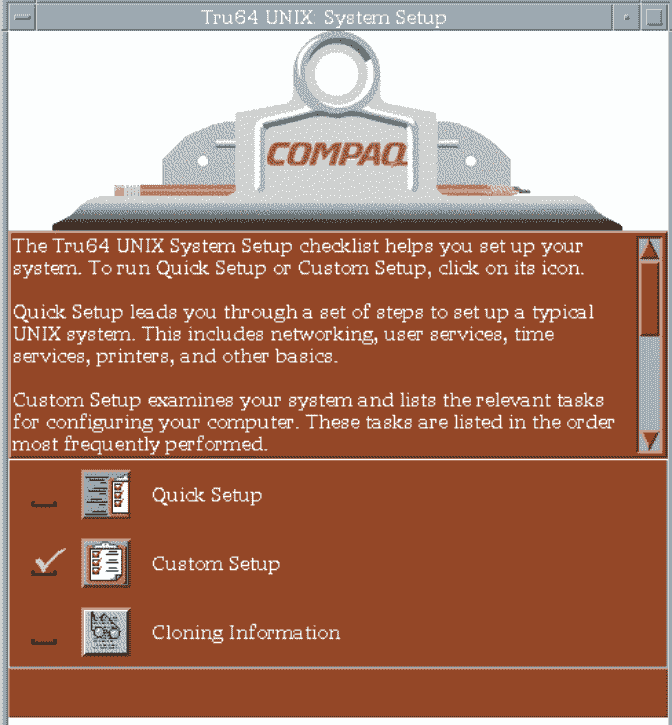 Tru64 UNIX: System Setup
COMPAQ
The Tru64 UNIX System Setup checklist helps you set up your
system. To run Quick Setup or Custom Setup, click on its icon.
Quick Setup leads you through a set of steps to set up a typical
UNIX system. This includes networking, user services, time
services, printers, and other basics.
Custom Setup examines your system and lists the relevant tasks
for configuring your computer. These tasks are listed in the order
most frequently performed.
Quick Setup
Custom Setup
Cloning Information